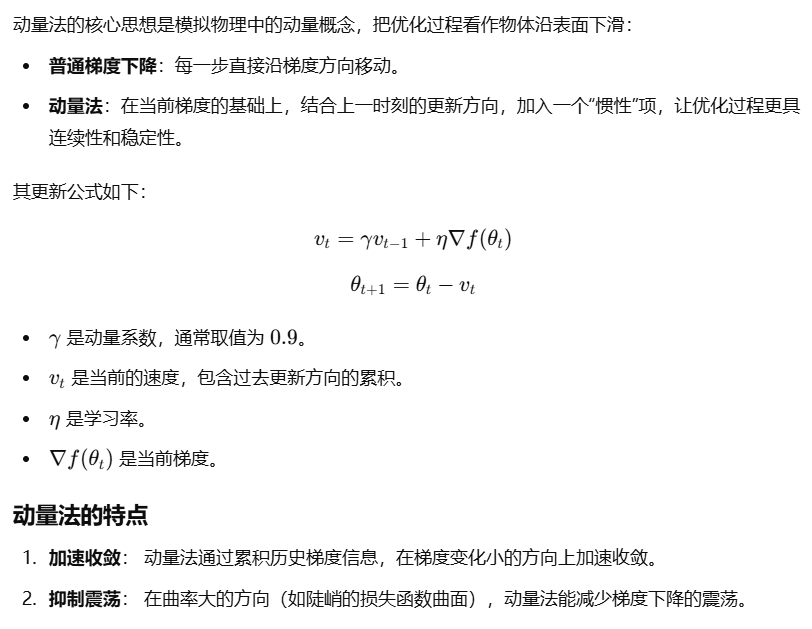 动量法的核心思想是模拟物理中的动量概念，把优化过程看作物体沿表面下滑：
• 普通梯度下降：每一步直接沿梯度方向移动。
• 动量法：在当前梯度的基础上，结合上一时刻的更新方向，加入一个“惯性”项，让优化过程更具
连续性和稳定性。
其更新公式如下：
v_t = γv_{t−1} + η∇f(θ_t)
θ_{t+1} = θ_t − v_t
• γ 是动量系数，通常取值为 0.9。
• v_t 是当前的速度，包含过去更新方向的累积。
• η 是学习率。
• ∇f(θ_t) 是当前梯度。
动量法的特点
1. 加速收敛： 动量法通过累积历史梯度信息，在梯度变化小的方向上加速收敛。
2. 抑制震荡： 在曲率大的方向（如陡峭的损失函数曲面），动量法能减少梯度下降的震荡。